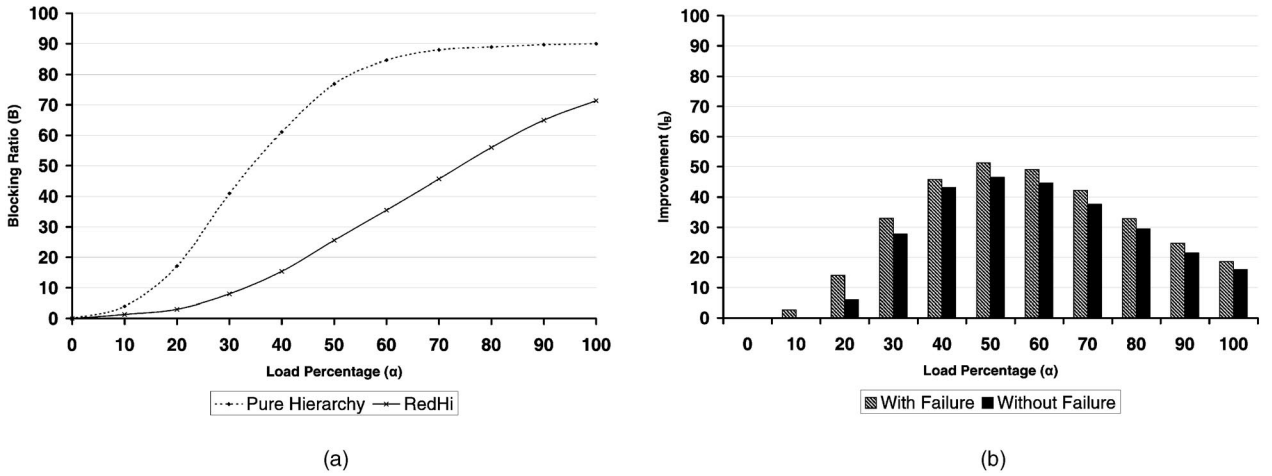 100
90
80
70
60
50
40
30
20
10
0
Blocking Ratio (B)
0 10 20 30 40 50 60 70 80 90 100
Load Percentage (α)
Pure Hierarchy RedHi
(a)
100
90
80
70
60
50
40
30
20
10
0
Improvement (IB)
0 10 20 30 40 50 60 70 80 90 100
Load Percentage (α)
With Failure Without Failure
(b)